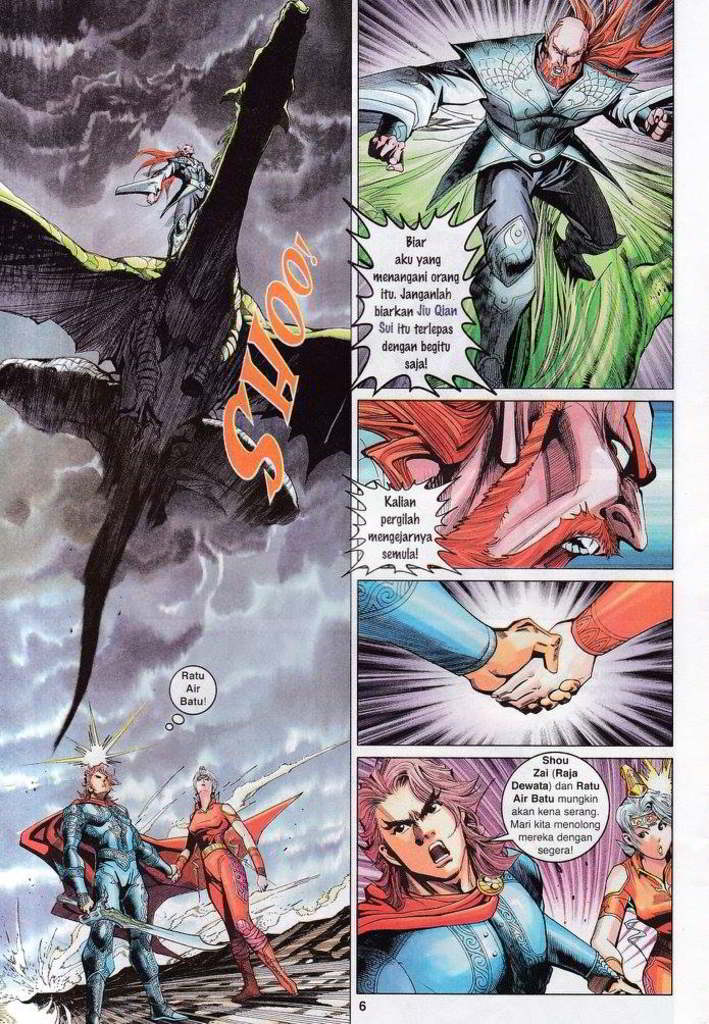 SHOO!
Ratu
Air
Batu!
Biar
aku yang
menangani orang
itu. Janganlah
biarkan Jiu Qian
Sui itu terlepas
dengan begitu
saja!
Kalian
pergilah
mengejarnya
semula!
Shou
Zai (Raja
Dewata) dan Ratu
Air Batu mungkin
akan kena serang.
Mari kita menolong
mereka dengan
segera!
6